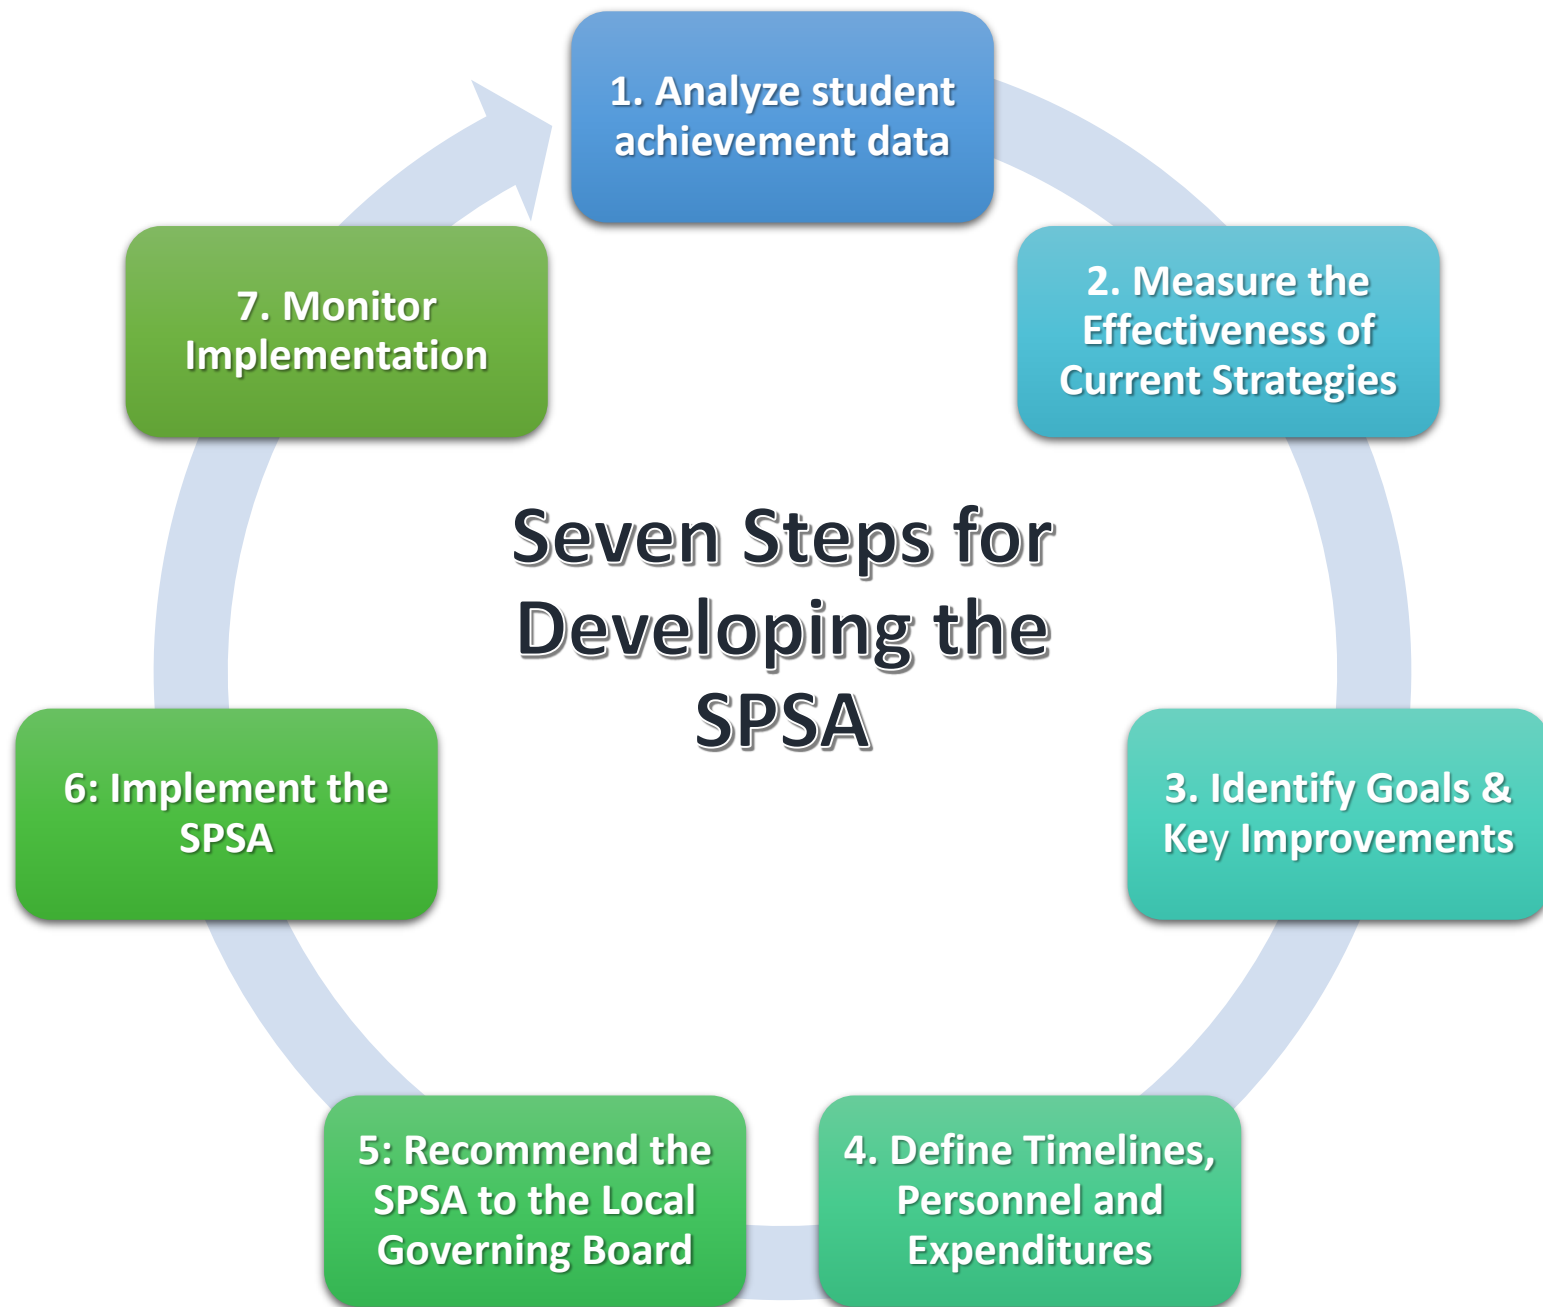 1. Analyze student
achievement data
2. Measure the
Effectiveness of
Current Strategies
3. Identify Goals &
Key Improvements
4. Define Timelines,
Personnel and
Expenditures
5: Recommend the
SPSA to the Local
Governing Board
6: Implement the
SPSA
7. Monitor
Implementation
Seven Steps for
Developing the
SPSA